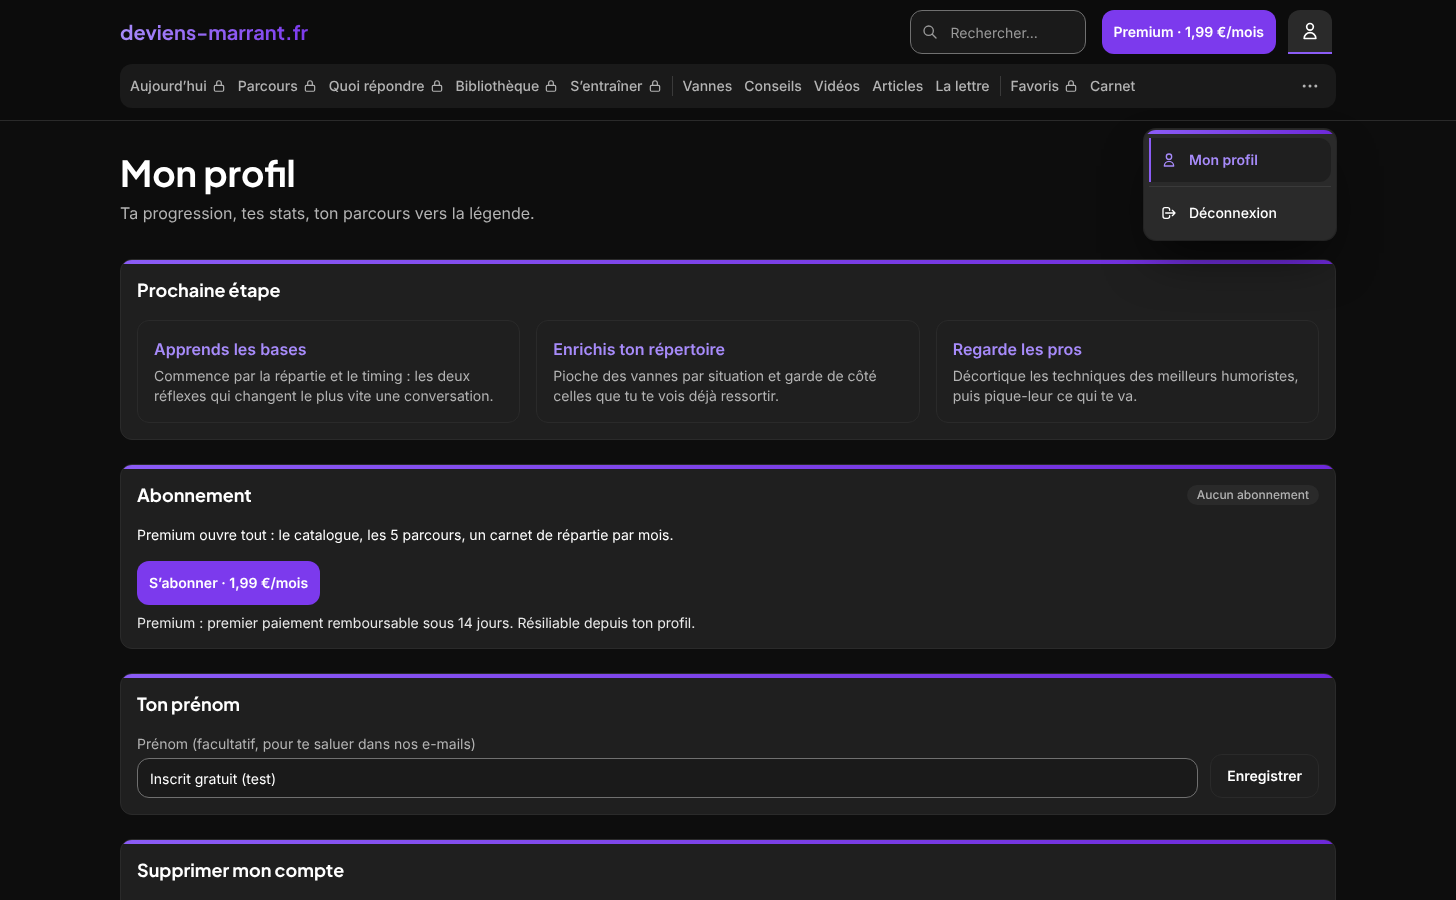 deviens-marrant.fr
Rechercher...
Premium · 1,99 €/mois
Aujourd’hui
Parcours
Quoi répondre
Bibliothèque
S’entraîner
Vannes
Conseils
Vidéos
Articles
La lettre
Favoris
Carnet
Mon profil
Déconnexion
Mon profil
Ta progression, tes stats, ton parcours vers la légende.
Prochaine étape
Apprends les bases
Commence par la répartie et le timing : les deux
réflexes qui changent le plus vite une conversation.
Enrichis ton répertoire
Pioche des vannes par situation et garde de côté
celles que tu te vois déjà ressortir.
Regarde les pros
Décortique les techniques des meilleurs humoristes,
puis pique-leur ce qui te va.
Abonnement
Aucun abonnement
Premium ouvre tout : le catalogue, les 5 parcours, un carnet de répartie par mois.
S’abonner · 1,99 €/mois
Premium : premier paiement remboursable sous 14 jours. Résiliable depuis ton profil.
Ton prénom
Prénom (facultatif, pour te saluer dans nos e-mails)
Inscrit gratuit (test)
Enregistrer
Supprimer mon compte